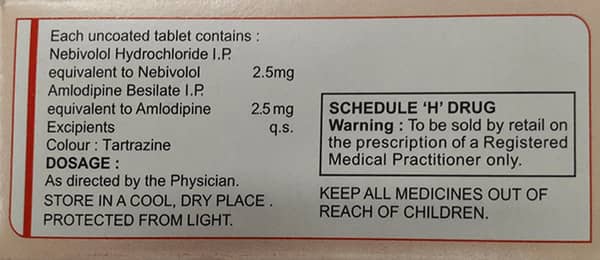 Each uncoated tablet contains :
Nebivolol Hydrochloride I.P.
equivalent to Nebivolol 2.5mg
Amlodipine Besilate I.P.
equivalent to Amlodipine 2.5 mg
Excipients q.s.
Colour : Tartrazine
DOSAGE :
As directed by the Physician.
STORE IN A COOL, DRY PLACE .
PROTECTED FROM LIGHT.
SCHEDULE 'H' DRUG
Warning : To be sold by retail on
the prescription of a Registered
Medical Practitioner only.
KEEP ALL MEDICINES OUT OF
REACH OF CHILDREN.